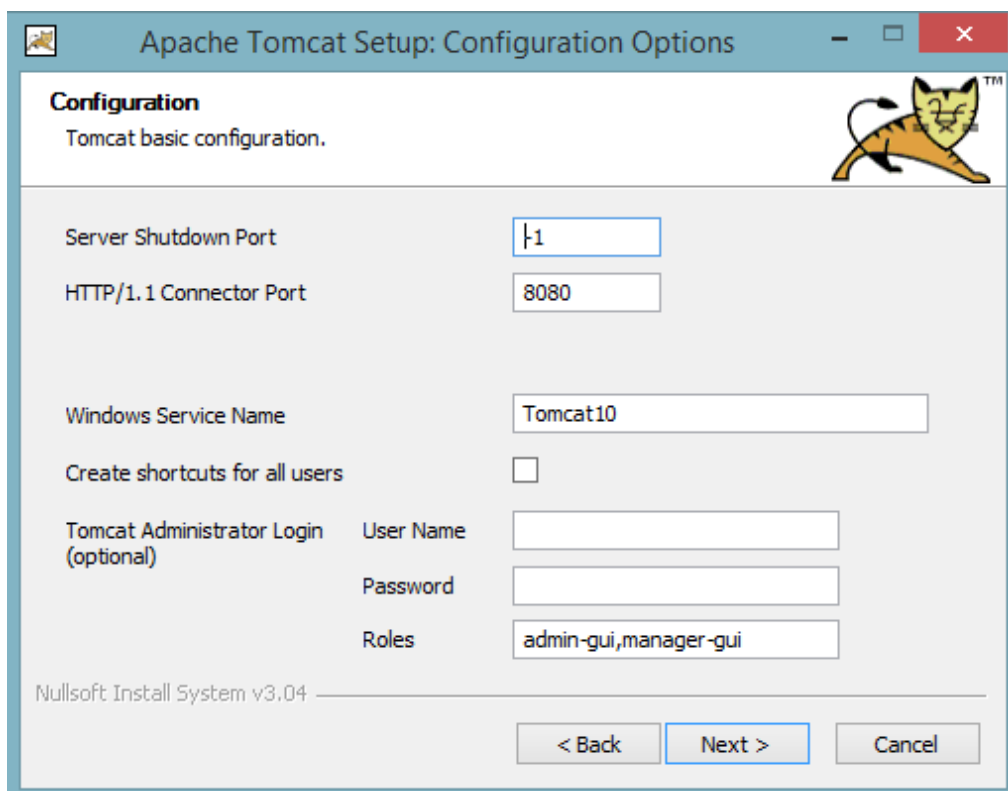 Apache Tomcat Setup: Configuration Options
Configuration
Tomcat basic configuration.
TM
Server Shutdown Port
-1
HTTP/1.1 Connector Port
8080
Windows Service Name
Tomcat10
Create shortcuts for all users
Tomcat Administrator Login
(optional)
User Name
Password
Roles
admin-gui,manager-gui
Nullsoft Install System v3.04
< Back
Next >
Cancel